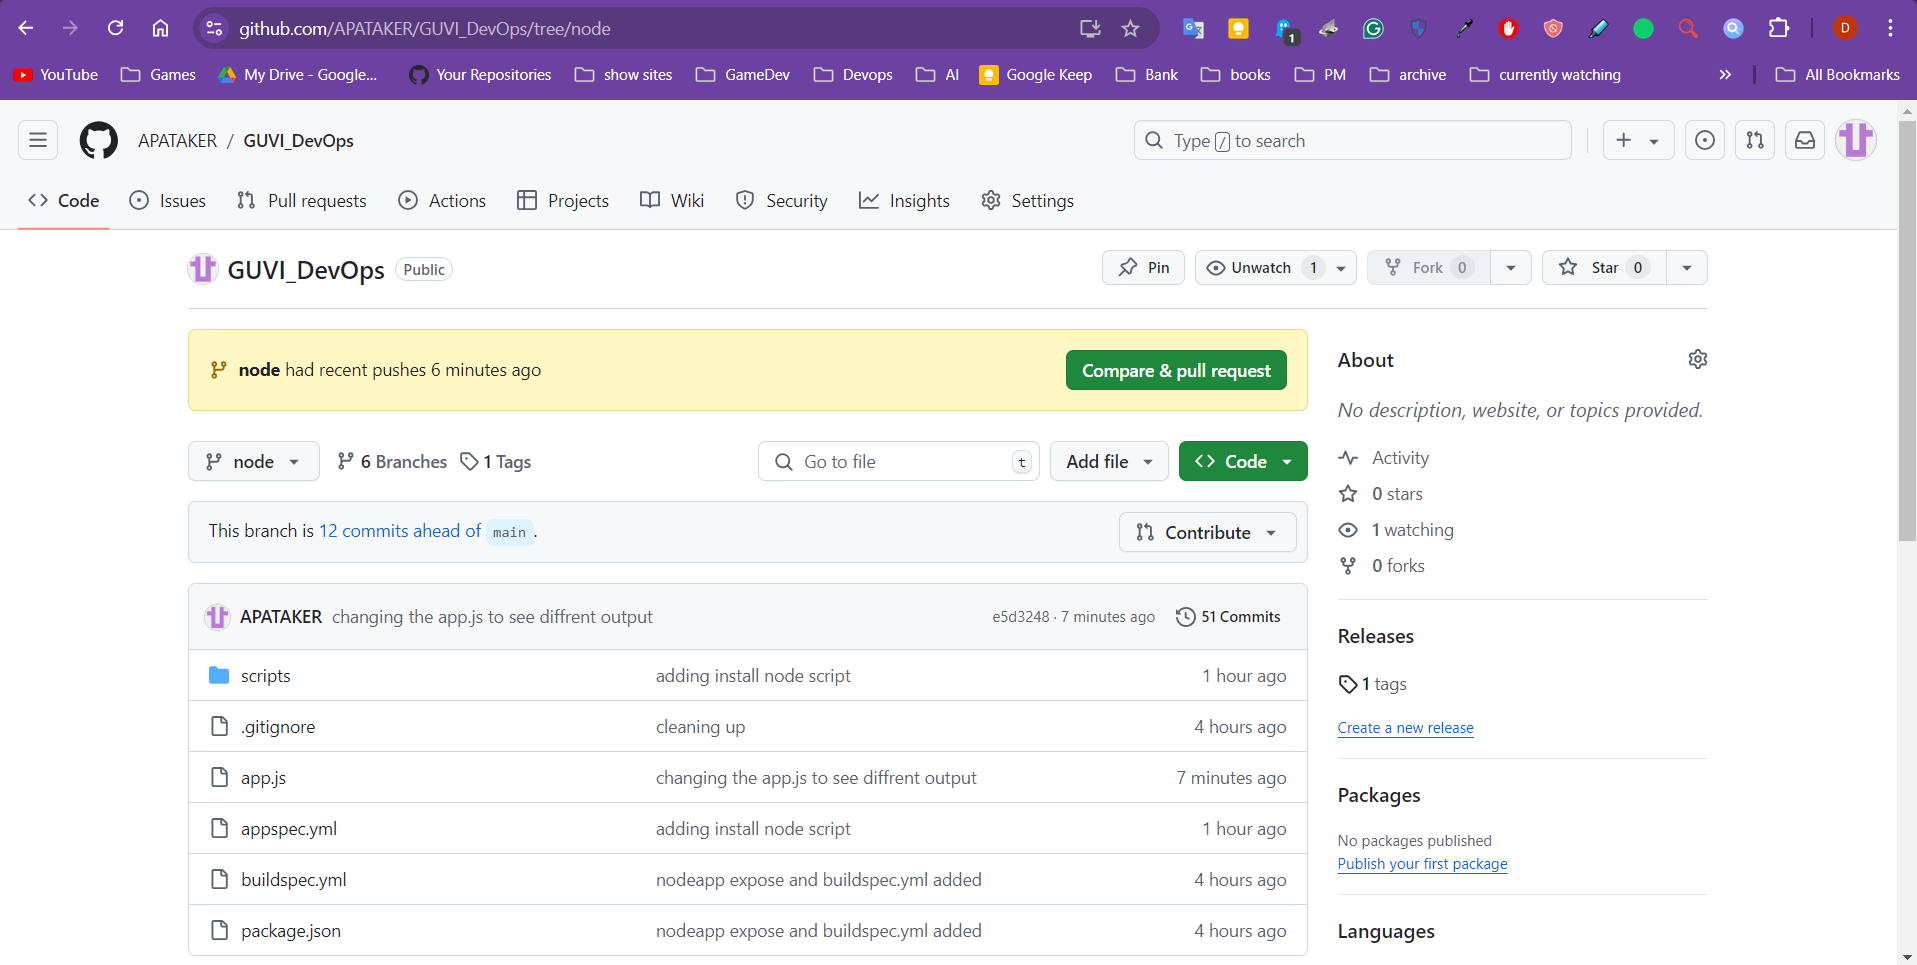 github.com/APATAKER/GUVI_DevOps/tree/node
1
D
YouTube Games My Drive - Google... Your Repositories show sites GameDev Devops AI Google Keep Bank books PM archive currently watching » All Bookmarks
APATAKER / GUVI_DevOps
Type / to search
Code Issues Pull requests Actions Projects Wiki Security Insights Settings
GUVI_DevOps Public
Pin Unwatch 1 Fork 0 Star 0
node had recent pushes 6 minutes ago
Compare & pull request
node 6 Branches 1 Tags
Go to file t
Add file
<> Code
This branch is 12 commits ahead of main .
Contribute
APATAKER changing the app.js to see diffrent output e5d3248 · 7 minutes ago 51 Commits
scripts adding install node script 1 hour ago
.gitignore cleaning up 4 hours ago
app.js changing the app.js to see diffrent output 7 minutes ago
appspec.yml adding install node script 1 hour ago
buildspec.yml nodeapp expose and buildspec.yml added 4 hours ago
package.json nodeapp expose and buildspec.yml added 4 hours ago
About
No description, website, or topics provided.
Activity
0 stars
1 watching
0 forks
Releases
1 tags
Create a new release
Packages
No packages published
Publish your first package
Languages